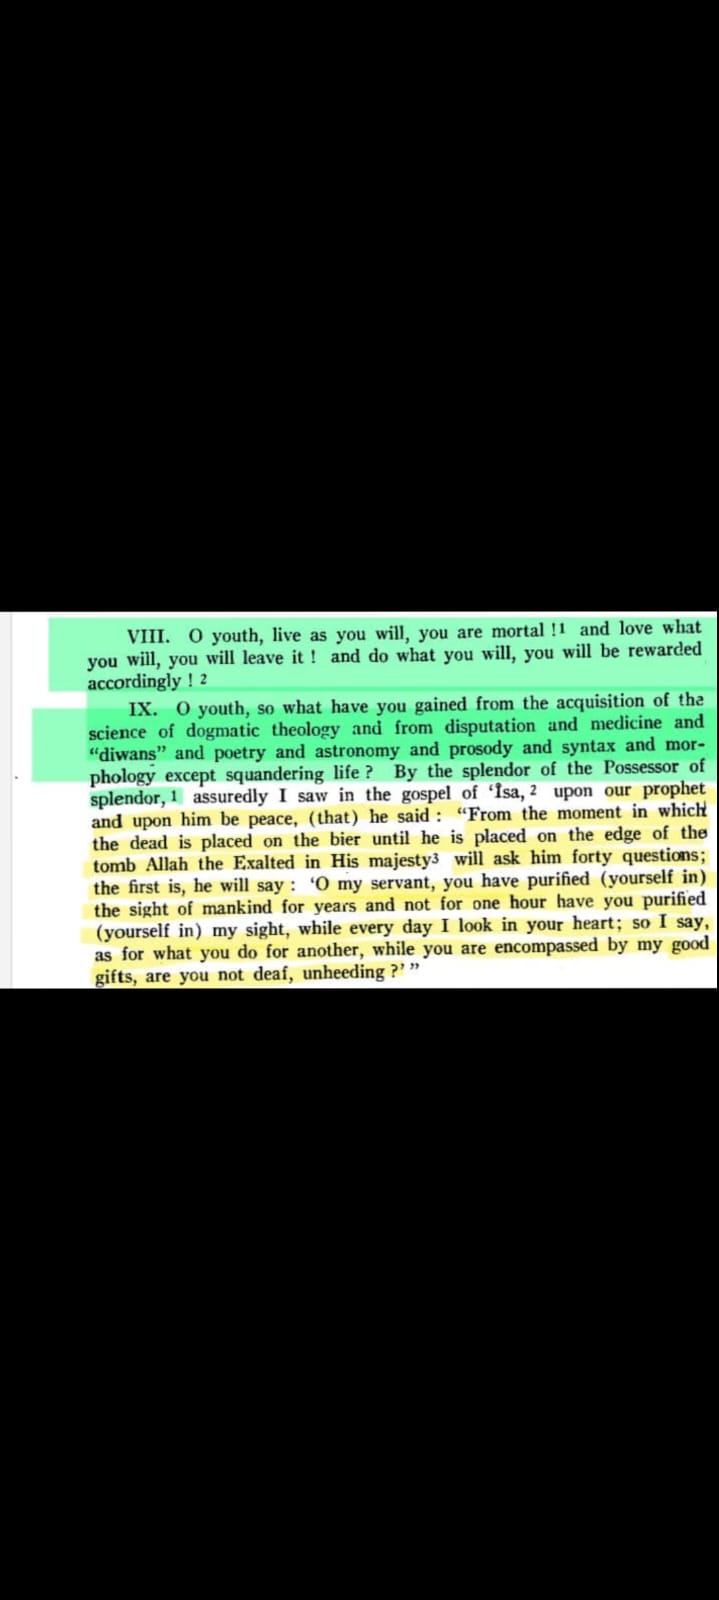 VIII. O youth, live as you will, you are mortal !1 and love what
you will, you will leave it ! and do what you will, you will be rewarded
accordingly ! 2
IX. O youth, so what have you gained from the acquisition of the
science of dogmatic theology and from disputation and medicine and
“diwans” and poetry and astronomy and prosody and syntax and mor-
phology except squandering life ? By the splendor of the Possessor of
splendor, 1 assuredly I saw in the gospel of ‘Îsa, 2 upon our prophet
and upon him be peace, (that) he said : “From the moment in which
the dead is placed on the bier until he is placed on the edge of the
tomb Allah the Exalted in His majesty3 will ask him forty questions;
the first is, he will say : ‘O my servant, you have purified (yourself in)
the sight of mankind for years and not for one hour have you purified
(yourself in) my sight, while every day I look in your heart; so I say,
as for what you do for another, while you are encompassed by my good
gifts, are you not deaf, unheeding ?’ ”